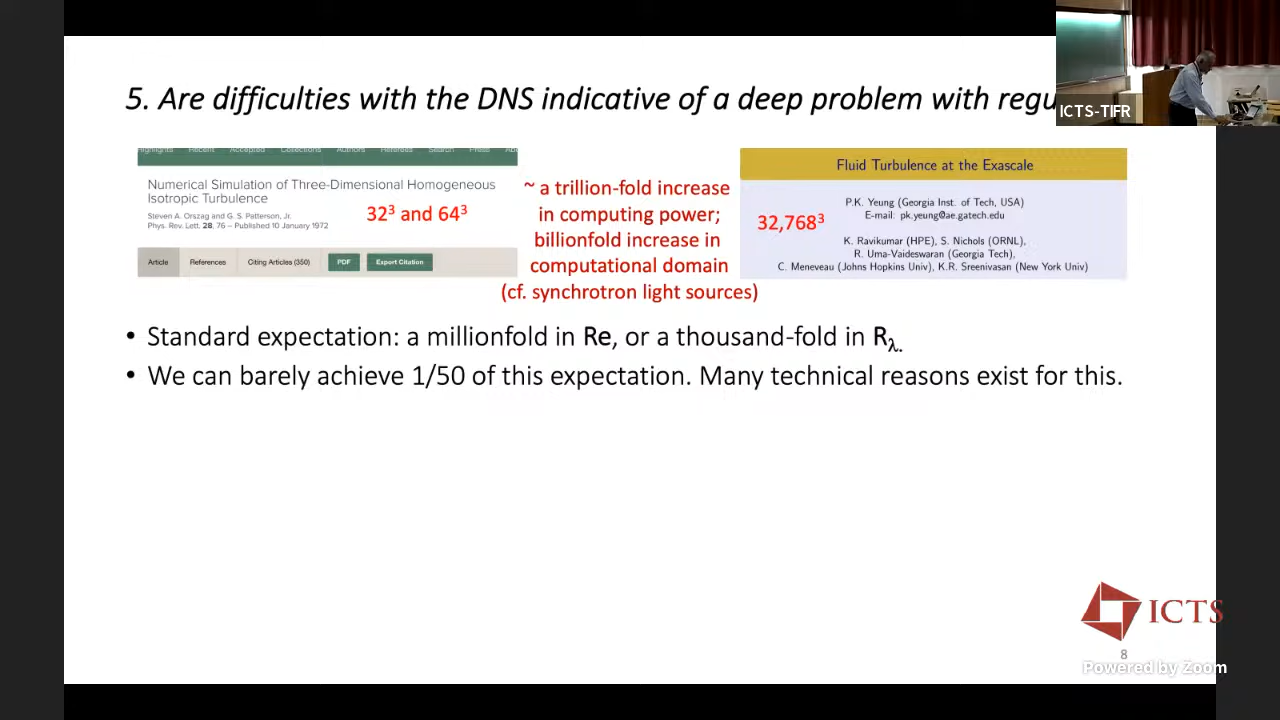 5. Are difficulties with the DNS indicative of a deep problem with regu
ICTS-TIFR
Highlights Recent Accepted Collections Authors Referees Search Press
Numerical Simulation of Three-Dimensional Homogeneous
Isotropic Turbulence
Steven A. Orszag and G. S. Patterson, Jr.
Phys. Rev. Lett. 28, 76 – Published 10 January 1972
32³ and 64³
Article References Citing Articles (350) PDF Export Citation
~ a trillion-fold increase
in computing power;
billionfold increase in
computational domain
(cf. synchrotron light sources)
Fluid Turbulence at the Exascale
P.K. Yeung (Georgia Inst. of Tech, USA)
E-mail: pk.yeung@ae.gatech.edu
32,768³
K. Ravikumar (HPE), S. Nichols (ORNL),
R. Uma-Vaideswaran (Georgia Tech),
C. Meneveau (Johns Hopkins Univ), K.R. Sreenivasan (New York Univ)
• Standard expectation: a millionfold in Re, or a thousand-fold in Rλ.
• We can barely achieve 1/50 of this expectation. Many technical reasons exist for this.
ICTS
8
Powered by Zoom